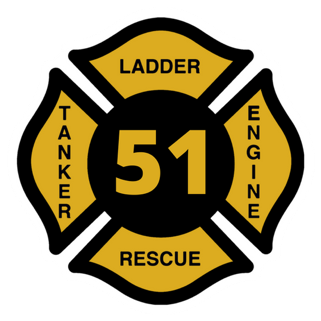 LADDER
TANKER
51
ENGINE
RESCUE